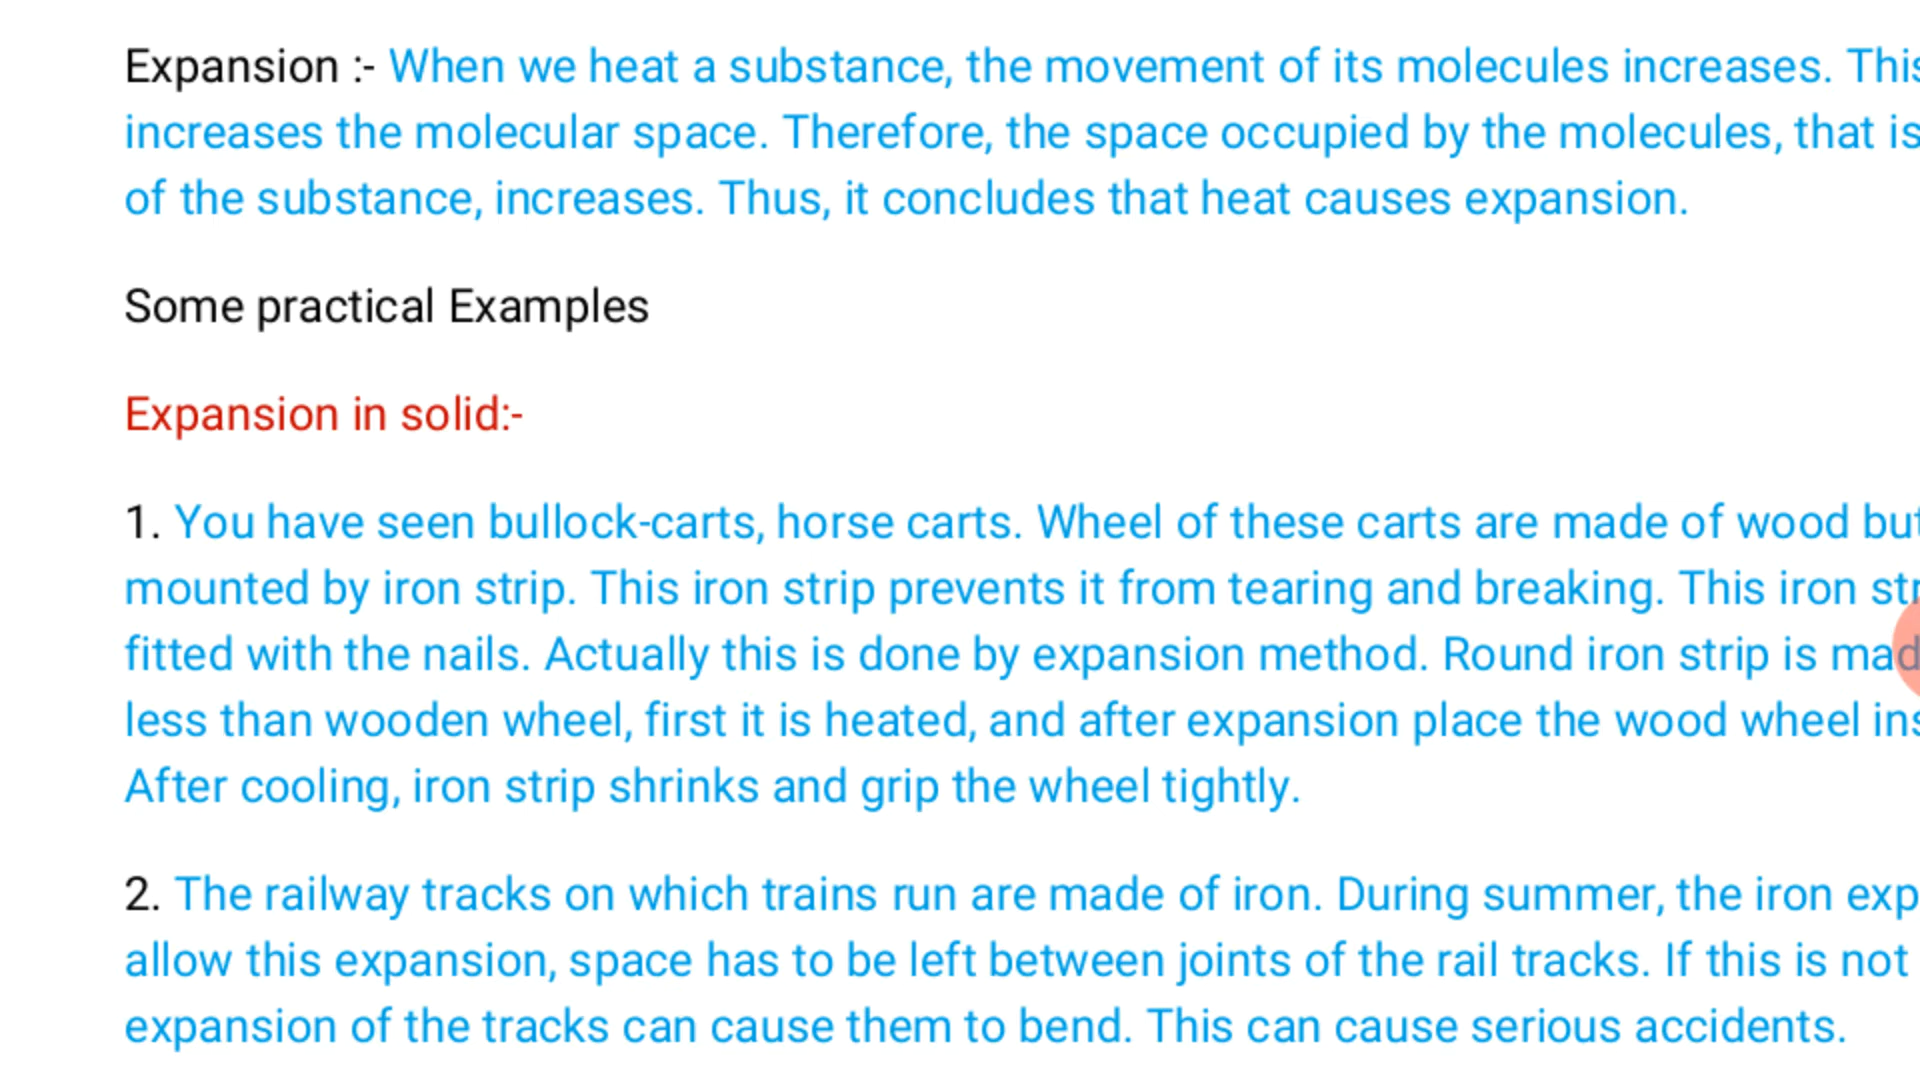 Expansion :- When we heat a substance, the movement of its molecules increases. This
increases the molecular space. Therefore, the space occupied by the molecules, that is
of the substance, increases. Thus, it concludes that heat causes expansion.
Some practical Examples
Expansion in solid:-
1. You have seen bullock-carts, horse carts. Wheel of these carts are made of wood but
mounted by iron strip. This iron strip prevents it from tearing and breaking. This iron
fitted with the nails. Actually this is done by expansion method. Round iron strip is
less than wooden wheel, first it is heated, and after expansion place the wood wheel
After cooling, iron strip shrinks and grip the wheel tightly.
2. The railway tracks on which trains run are made of iron. During summer, the iron
allow this expansion, space has to be left between joints of the rail tracks. If this is not
expansion of the tracks can cause them to bend. This can cause serious accidents.